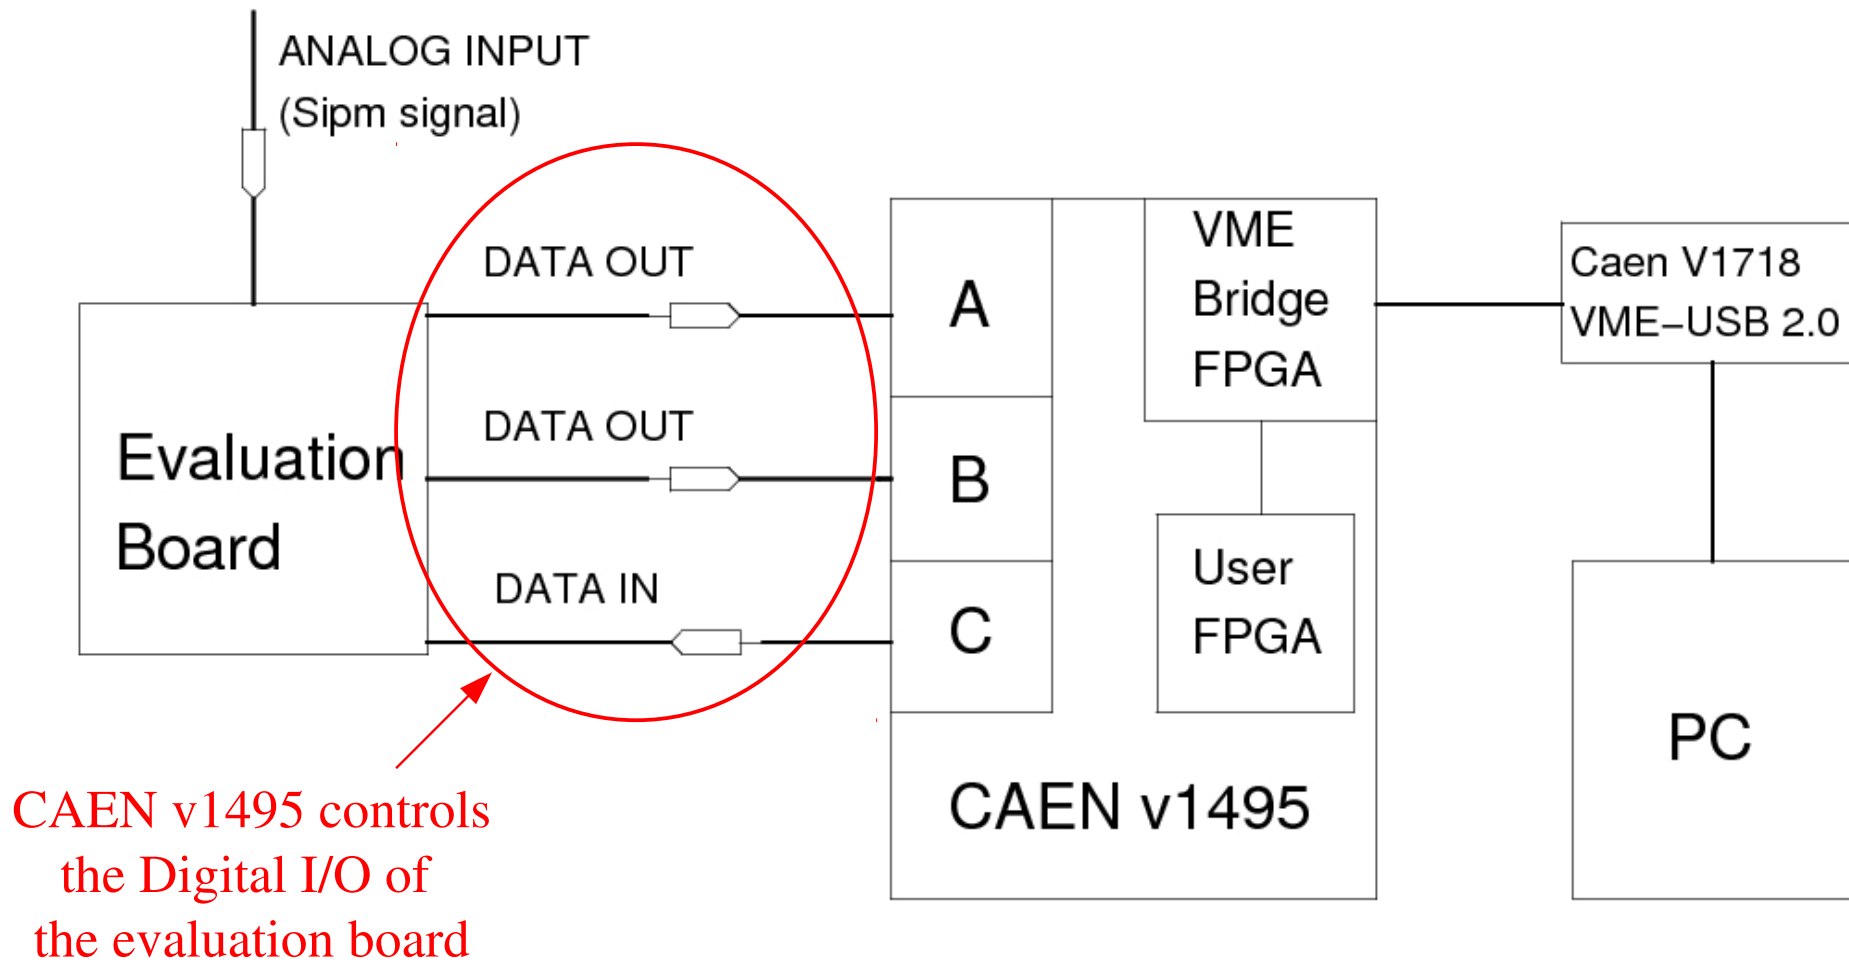 ANALOG INPUT
(Sipm signal)
DATA OUT
DATA OUT
DATA IN
Evaluation
Board
A
B
C
VME
Bridge
FPGA
User
FPGA
CAEN v1495
Caen V1718
VME–USB 2.0
PC
CAEN v1495 controls
the Digital I/O of
the evaluation board